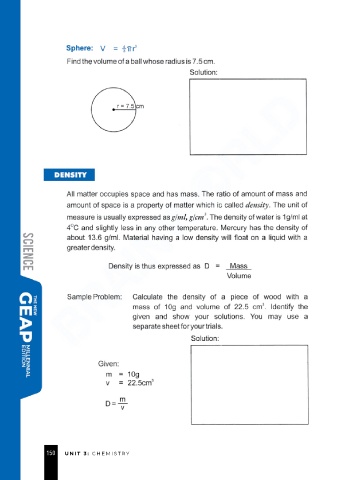 Sphere: V = 4/3 πr³
Find the volume of a ball whose radius is 7.5 cm.
Solution:
r = 7.5 cm
DENSITY
All matter occupies space and has mass. The ratio of amount of mass and
amount of space is a property of matter which is called density. The unit of
measure is usually expressed as g/ml, g/cm³. The density of water is 1g/ml at
4°C and slightly less in any other temperature. Mercury has the density of
about 13.6 g/ml. Material having a low density will float on a liquid with a
greater density.
Density is thus expressed as D = Mass
Volume
Sample Problem: Calculate the density of a piece of wood with a
mass of 10g and volume of 22.5 cm³. Identify the
given and show your solutions. You may use a
separate sheet for your trials.
Solution:
Given:
m = 10g
v = 22.5cm³
D = m
v
SCIENCE
THE NEW
GEAP
MILLENNIAL
EDITION
150 UNIT 3: CHEMISTRY